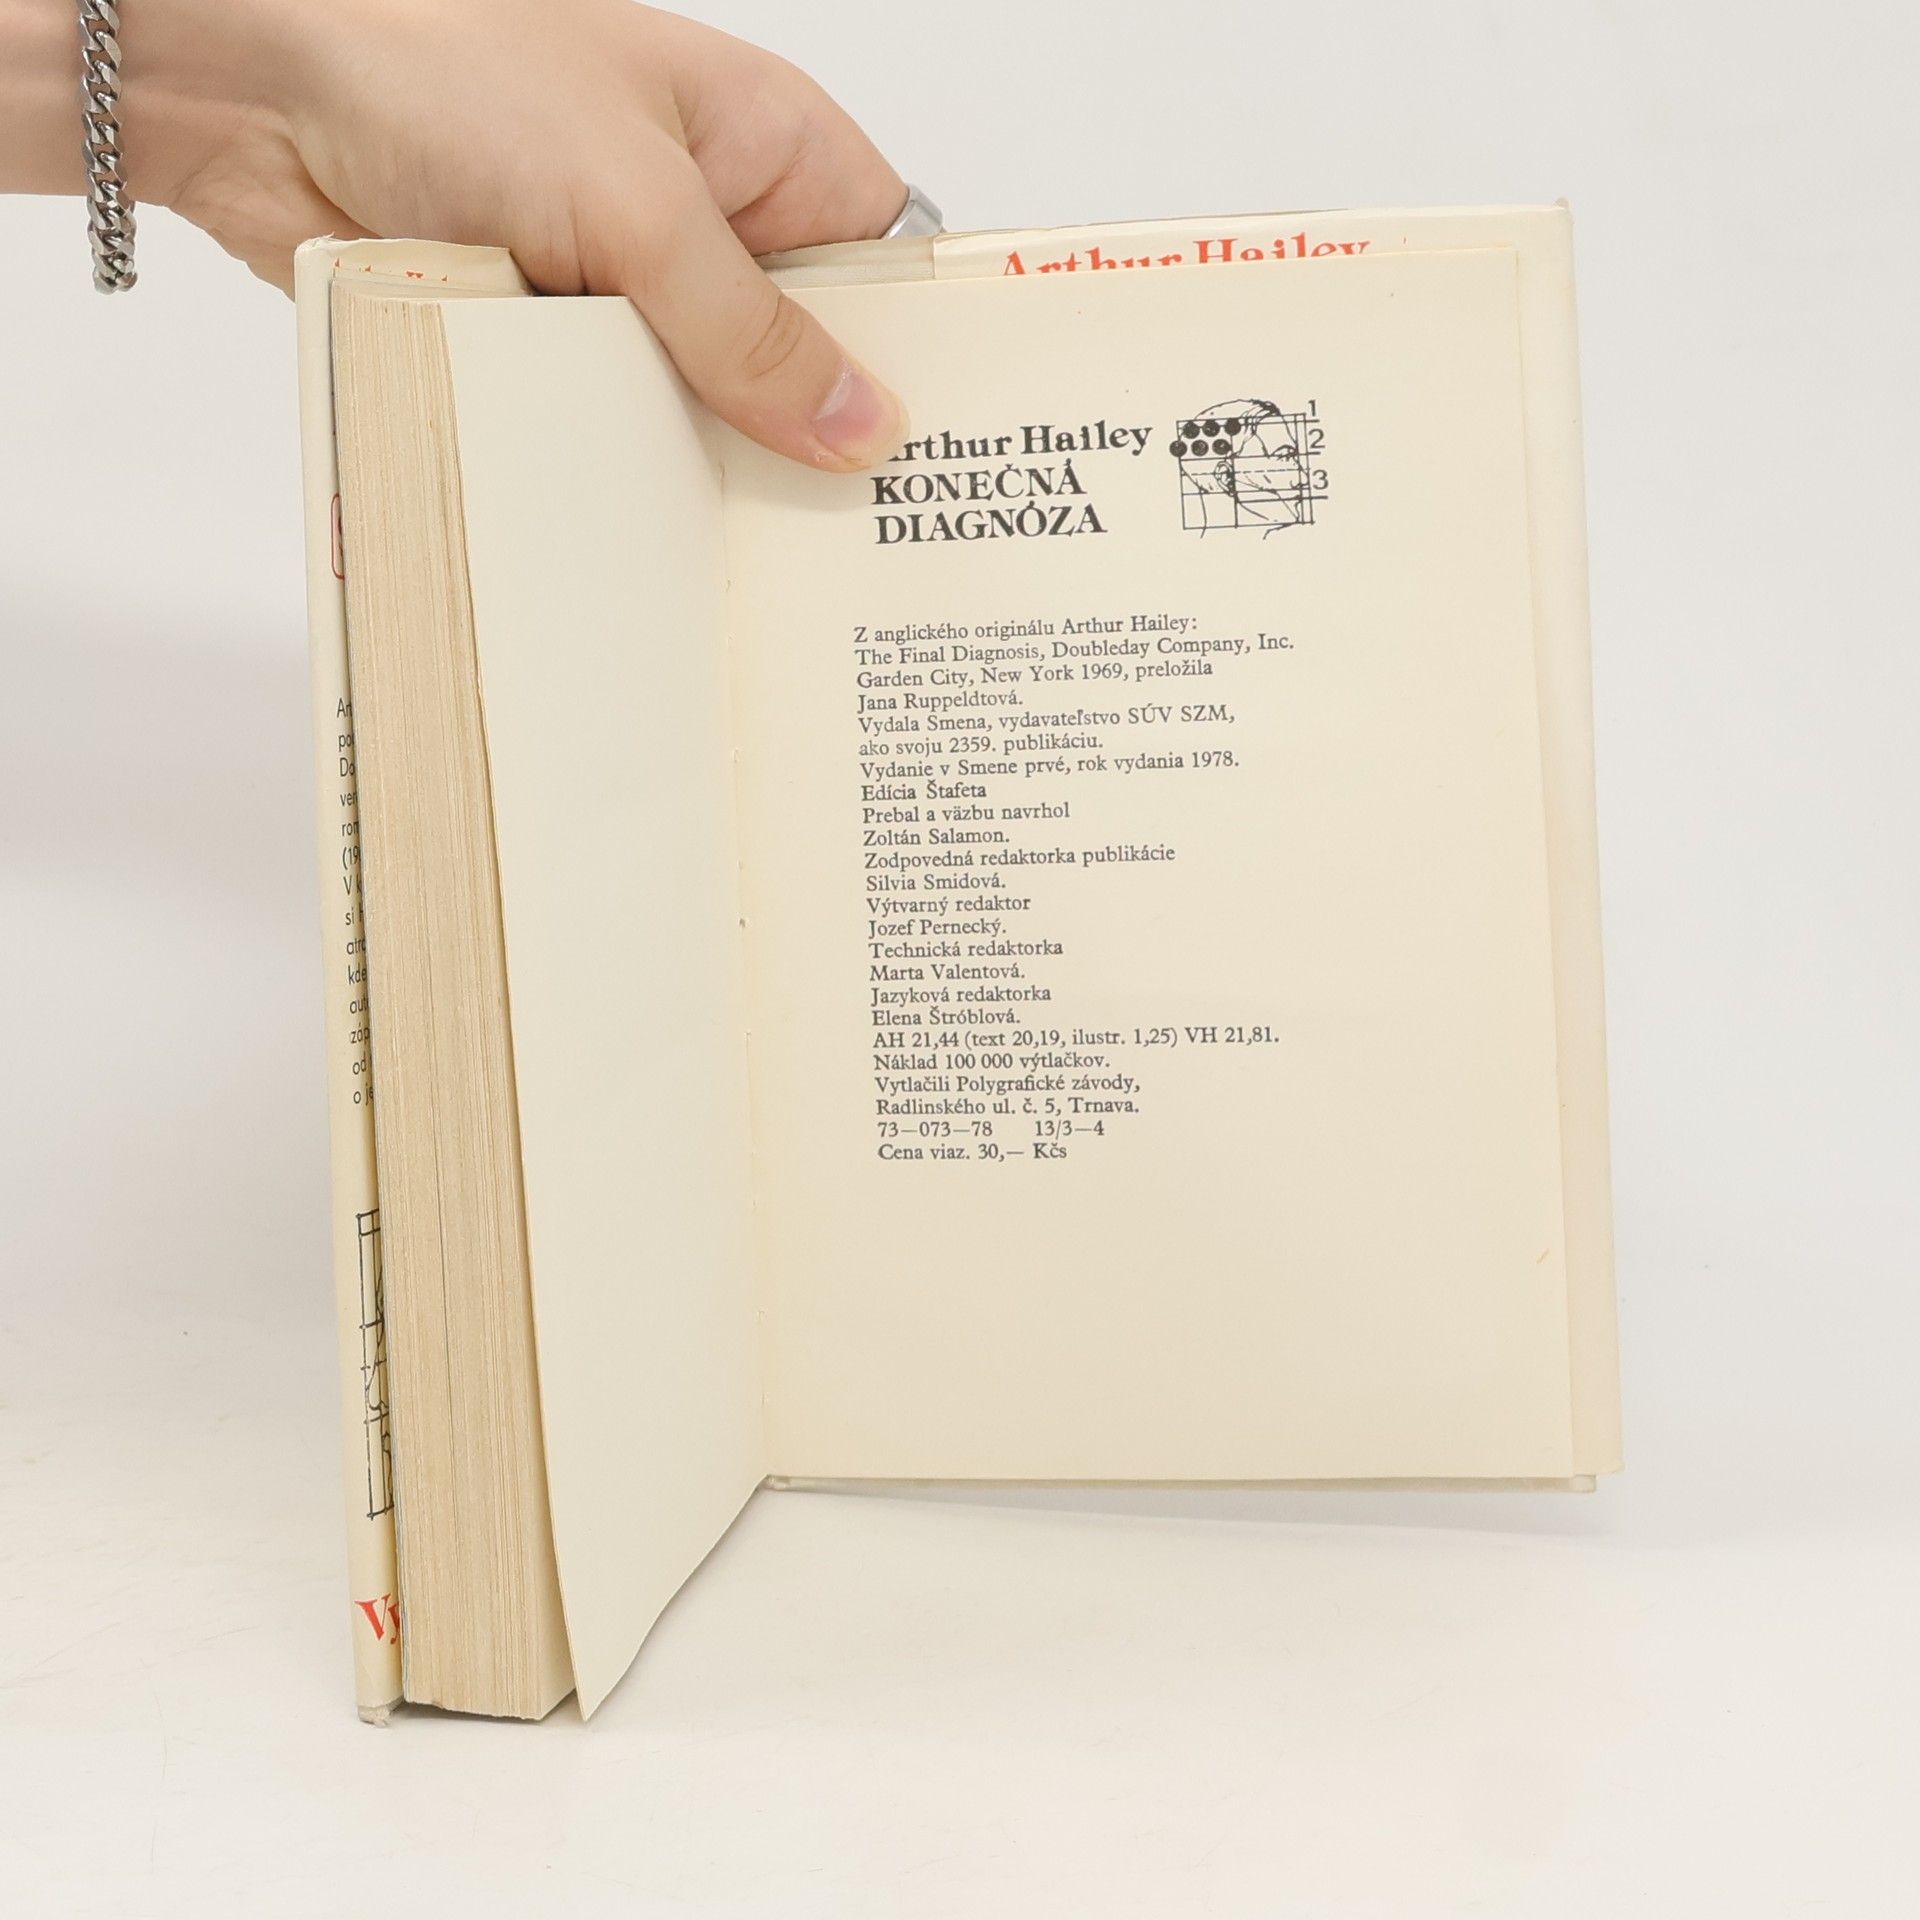 Arthur Hailey
rthur Hailey
KONEČNÁ
DIAGNÓZA
1
2
3
Z anglického originálu Arthur Hailey:
The Final Diagnosis, Doubleday Company, Inc.
Garden City, New York 1969, preložila
Jana Ruppeldtová.
Vydala Smena, vydavateľstvo SÚV SZM,
ako svoju 2359. publikáciu.
Vydanie v Smene prvé, rok vydania 1978.
Edícia Štafeta
Prebal a väzbu navrhol
Zoltán Salamon.
Zodpovedná redaktorka publikácie
Silvia Smidová.
Výtvarný redaktor
Jozef Pernecký.
Technická redaktorka
Marta Valentová.
Jazyková redaktorka
Elena Štróblová.
AH 21,44 (text 20,19, ilustr. 1,25) VH 21,81.
Náklad 100 000 výtlačkov.
Vytlačili Polygrafické závody,
Radlinského ul. č. 5, Trnava.
73—073—78 13/3—4
Cena viaz. 30,— Kčs